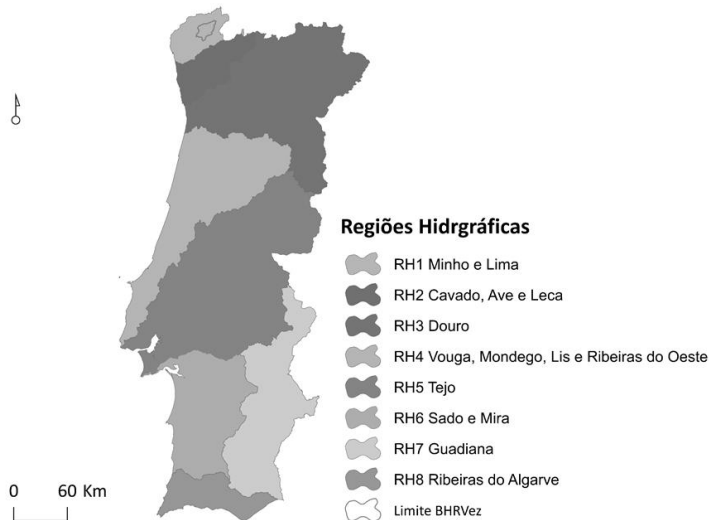 Regiões Hidrgráficas
RH1 Minho e Lima
RH2 Cavado, Ave e Leca
RH3 Douro
RH4 Vouga, Mondego, Lis e Ribeiras do Oeste
RH5 Tejo
RH6 Sado e Mira
RH7 Guadiana
RH8 Ribeiras do Algarve
Limite BHRVez
0 60 Km